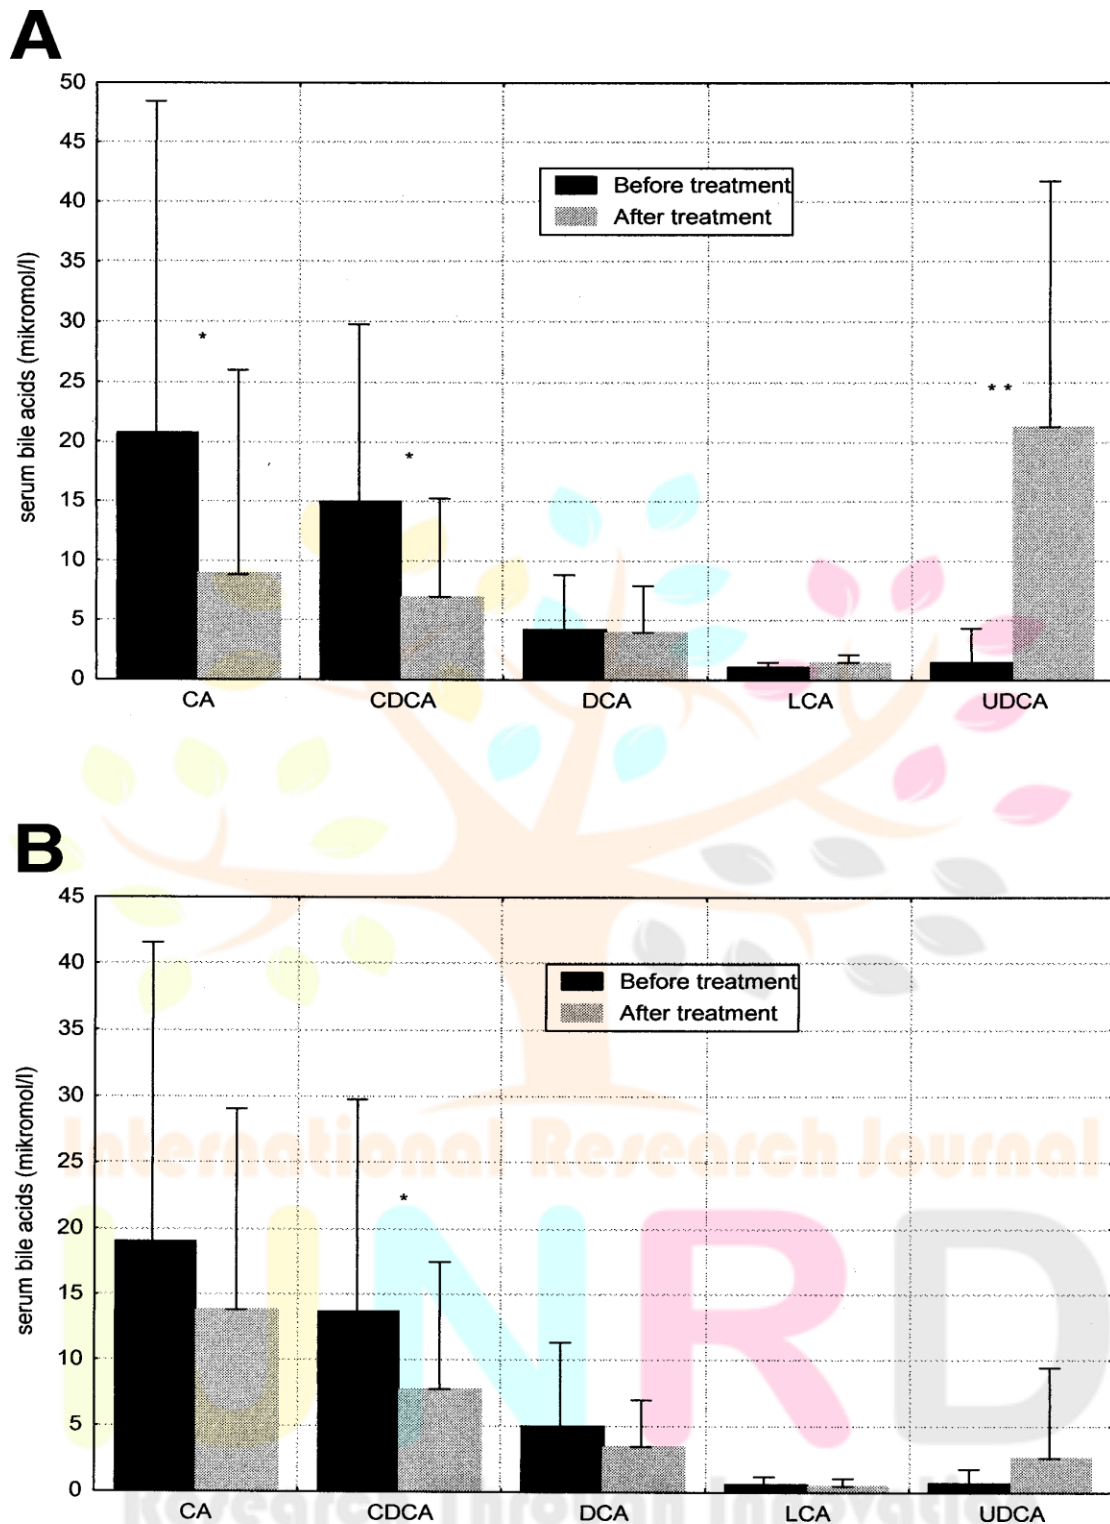 A
50
45
40
35
30
25
20
15
10
5
0
serum bile acids (mikromol/l)
Before treatment
After treatment
*
*
* *
CA CDCA DCA LCA UDCA
B
45
40
35
30
25
20
15
10
5
0
serum bile acids (mikromol/l)
Before treatment
After treatment
*
International Research Journal
IJNRD
CA CDCA DCA LCA UDCA
Research Through Innovation